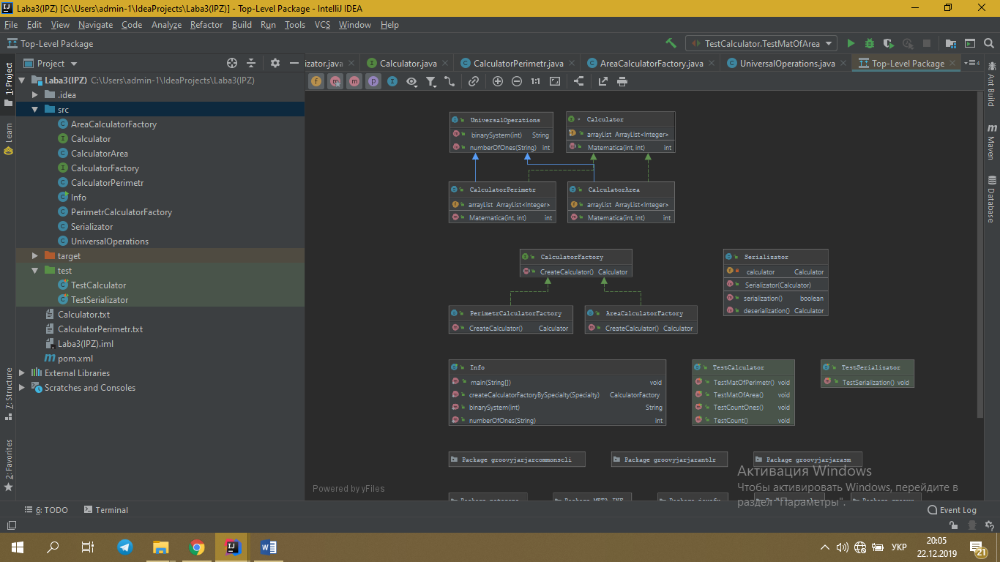 Laba3(IPZ) [C:\Users\admin-1\IdeaProjects\Laba3(IPZ)] - Top-Level Package - IntelliJ IDEA
File Edit View Navigate Code Analyze Refactor Build Run Tools VCS Window Help
Top-Level Package
TestCalculator.TestMatOfArea
Project
izator.java Calculator.java CalculatorPerimetr.java AreaCalculatorFactory.java UniversalOperations.java Top-Level Package
1: Project
Learn
7: Structure
2: Favorites
Laba3(IPZ) C:\Users\admin-1\IdeaProjects\Laba3(IPZ)
.idea
src
AreaCalculatorFactory
Calculator
CalculatorArea
CalculatorFactory
CalculatorPerimetr
Info
PerimetrCalculatorFactory
Serializator
UniversalOperations
target
test
TestCalculator
TestSerializator
Calculator.txt
CalculatorPerimetr.txt
Laba3(IPZ).iml
pom.xml
External Libraries
Scratches and Consoles
1:1
UniversalOperations
binarySystem(int) String
numberOfOnes(String) int
Calculator
arrayList ArrayList<Integer>
Matematica(int, int) int
CalculatorPerimetr
arrayList ArrayList<Integer>
Matematica(int, int) int
CalculatorArea
arrayList ArrayList<Integer>
Matematica(int, int) int
CalculatorFactory
CreateCalculator() Calculator
Serializator
calculator Calculator
Serializator(Calculator)
serialization() boolean
deserialization() Calculator
PerimetrCalculatorFactory
CreateCalculator() Calculator
AreaCalculatorFactory
CreateCalculator() Calculator
Info
main(String[]) void
createCalculatorFactoryBySpecialty(Specialty) CalculatorFactory
binarySystem(int) String
numberOfOnes(String) int
TestCalculator
TestMatOfPerimetr() void
TestMatOfArea() void
TestCountOnes() void
TestCount() void
TestSerializator
TestSerialization() void
Package groovyjarjarcommonscli
Package groovyjarjarantlr
Package groovyjarjarasm
Powered by yFiles
Активация Windows
Чтобы активировать Windows, перейдите в
раздел "Параметры".
Ant Build
Maven
Database
6: TODO Terminal
Event Log
УКР
20:05
22.12.2019
21